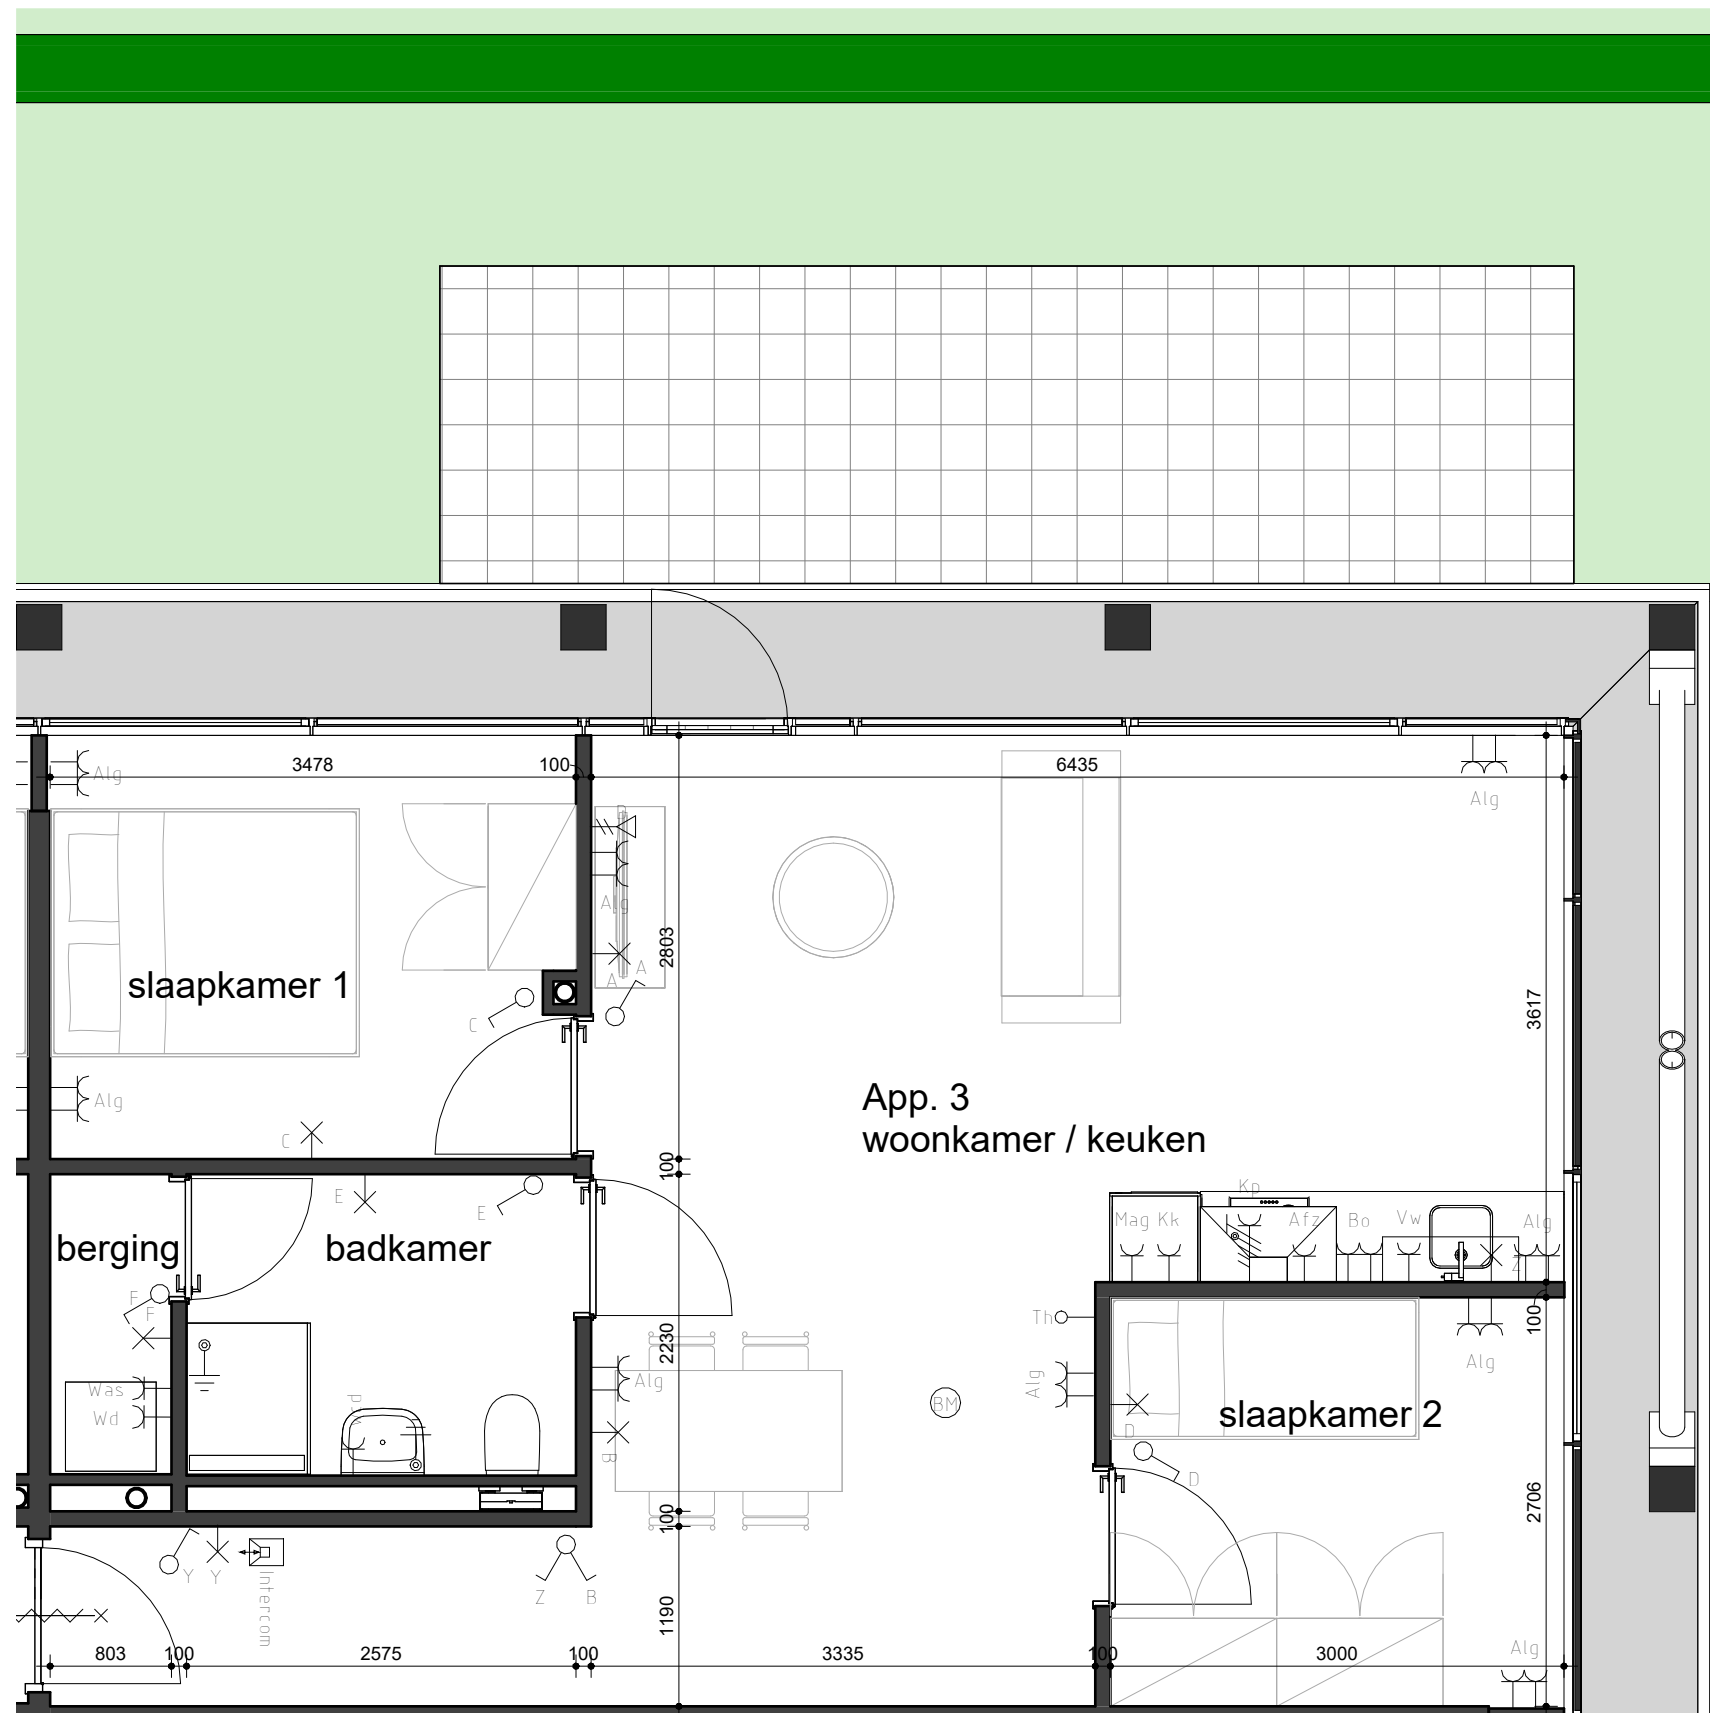 3478
100
6435
Alg
Alg
A
Alg
2803
A
slaapkamer 1
C
3617
App. 3
woonkamer / keuken
Alg
C
100
E
E
Kp
Mag Kk
Afz
Bo
Vw
Alg
Z
berging
badkamer
F
F
Th
100
2230
Alg
Alg
Alg
Was
Wd
BM
slaapkamer 2
B
D
D
100
2706
Y
Y
Intercom
Z
B
1190
803
100
2575
100
3335
100
3000
Alg